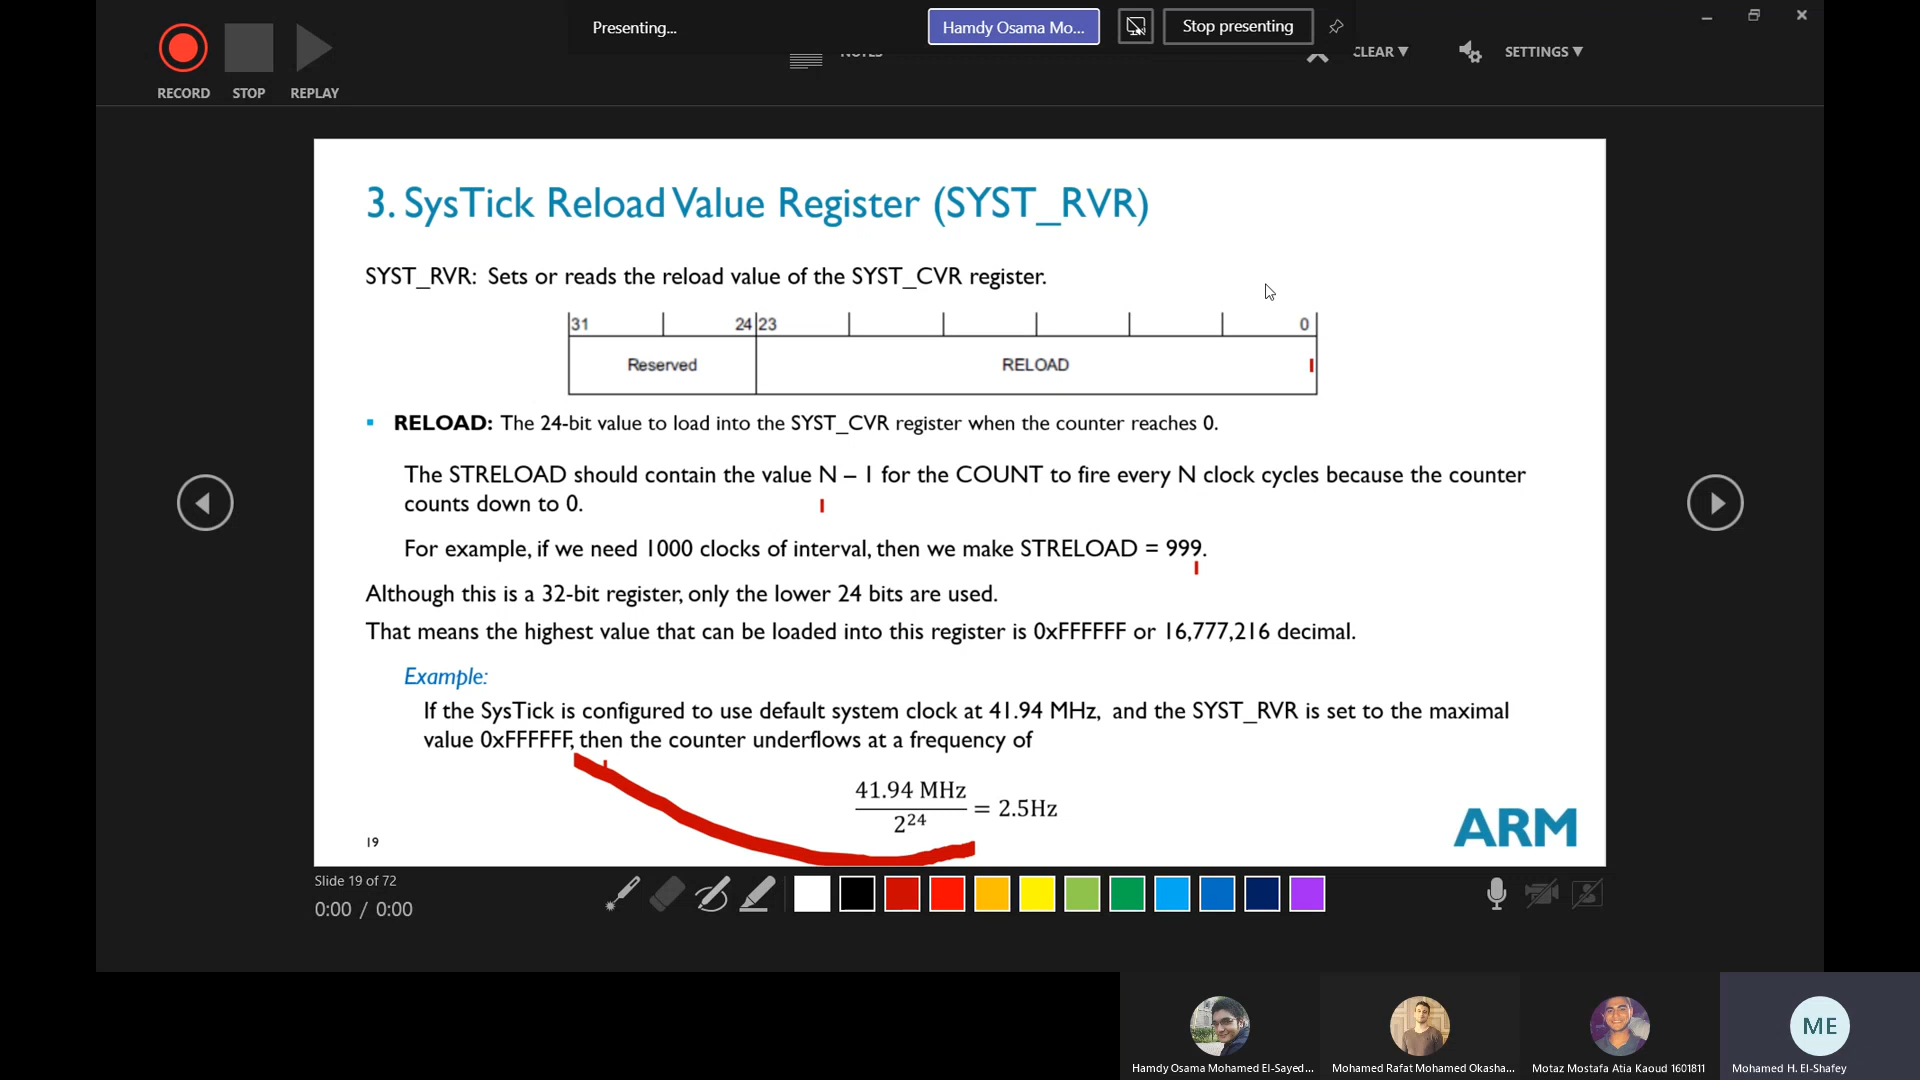 Presenting...
Hamdy Osama Mo...
Stop presenting
NOTES
CLEAR
SETTINGS
RECORD
STOP
REPLAY
3. SysTick Reload Value Register (SYST_RVR)
SYST_RVR: Sets or reads the reload value of the SYST_CVR register.
31 24 23 0
Reserved RELOAD
RELOAD: The 24-bit value to load into the SYST_CVR register when the counter reaches 0.
The STRELOAD should contain the value N – 1 for the COUNT to fire every N clock cycles because the counter
counts down to 0.
For example, if we need 1000 clocks of interval, then we make STRELOAD = 999.
Although this is a 32-bit register, only the lower 24 bits are used.
That means the highest value that can be loaded into this register is 0xFFFFFF or 16,777,216 decimal.
Example:
If the SysTick is configured to use default system clock at 41.94 MHz, and the SYST_RVR is set to the maximal
value 0xFFFFFF, then the counter underflows at a frequency of
41.94 MHz
2^24
= 2.5Hz
ARM
19
Slide 19 of 72
0:00 / 0:00
ME
Hamdy Osama Mohamed El-Sayed...
Mohamed Rafat Mohamed Okasha...
Motaz Mostafa Atia Kaoud 1601811
Mohamed H. El-Shafey